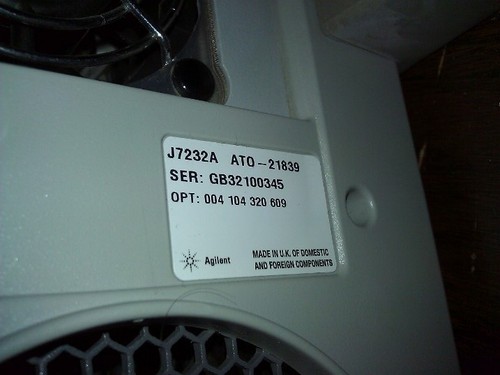 J7232A ATO-21839
SER: GB32100345
OPT: 004 104 320 609
Agilent
MADE IN U.K. OF DOMESTIC
AND FOREIGN COMPONENTS